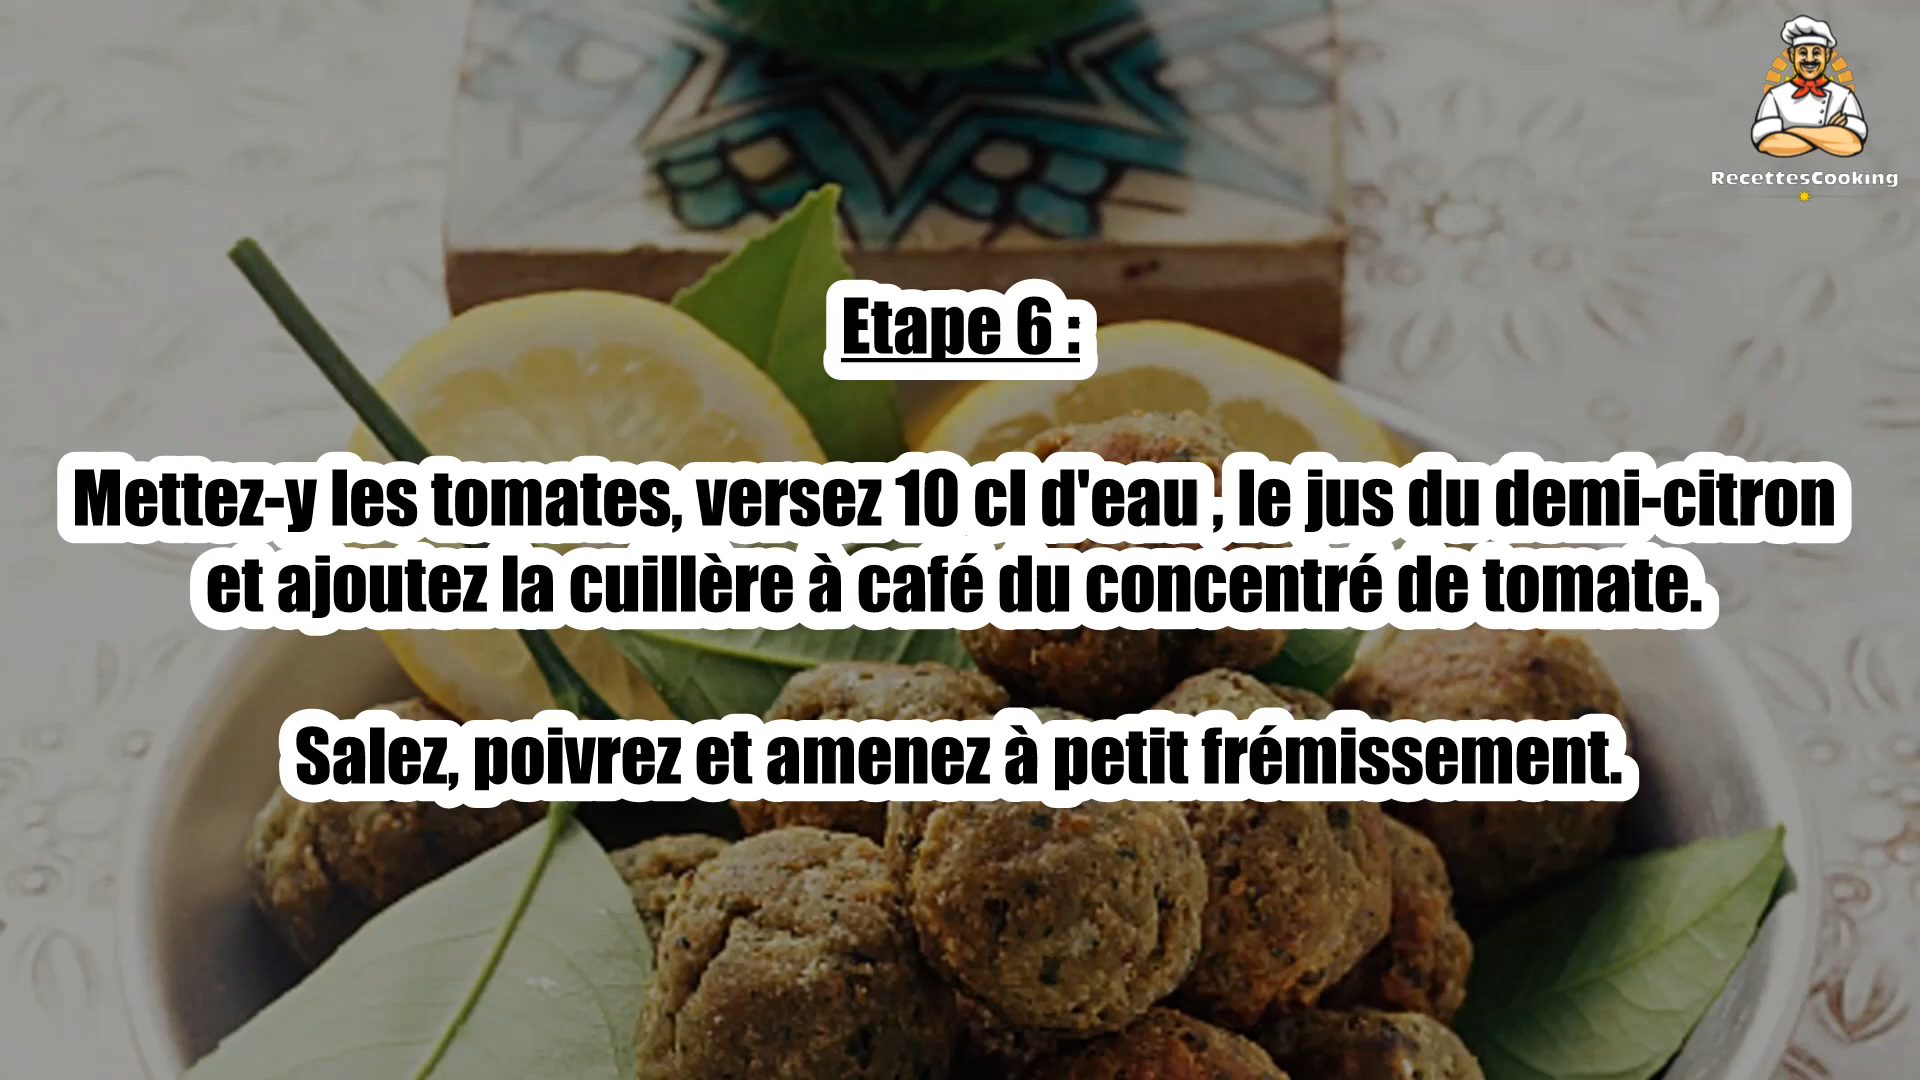 RecettesCooking
Etape 6 :
Mettez-y les tomates, versez 10 cl d'eau , le jus du demi-citron
et ajoutez la cuillère à café du concentré de tomate.
Salez, poivrez et amenez à petit frémissement.